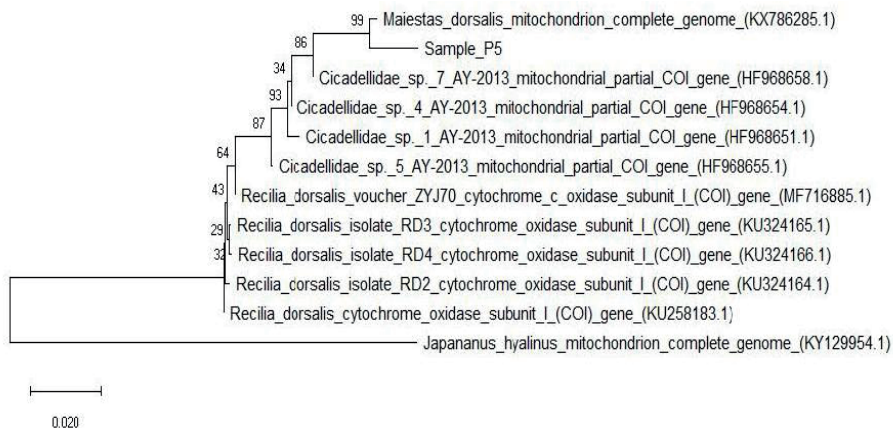 99
Maiestas_dorsalis_mitochondrion_complete_genome_(KX786285.1)
86
Sample_P5
34
Cicadellidae_sp._7_AY-2013_mitochondrial_partial_COI_gene_(HF968658.1)
93
Cicadellidae_sp._4_AY-2013_mitochondrial_partial_COI_gene_(HF968654.1)
87
Cicadellidae_sp._1_AY-2013_mitochondrial_partial_COI_gene_(HF968651.1)
64
Cicadellidae_sp._5_AY-2013_mitochondrial_partial_COI_gene_(HF968655.1)
43
Recilia_dorsalis_voucher_ZYJ70_cytochrome_c_oxidase_subunit_I_(COI)_gene_(MF716885.1)
29
Recilia_dorsalis_isolate_RD3_cytochrome_oxidase_subunit_I_(COI)_gene_(KU324165.1)
32
Recilia_dorsalis_isolate_RD4_cytochrome_oxidase_subunit_I_(COI)_gene_(KU324166.1)
Recilia_dorsalis_isolate_RD2_cytochrome_oxidase_subunit_I_(COI)_gene_(KU324164.1)
Recilia_dorsalis_cytochrome_oxidase_subunit_I_(COI)_gene_(KU258183.1)
Japananus_hyalinus_mitochondrion_complete_genome_(KY129954.1)
0.020